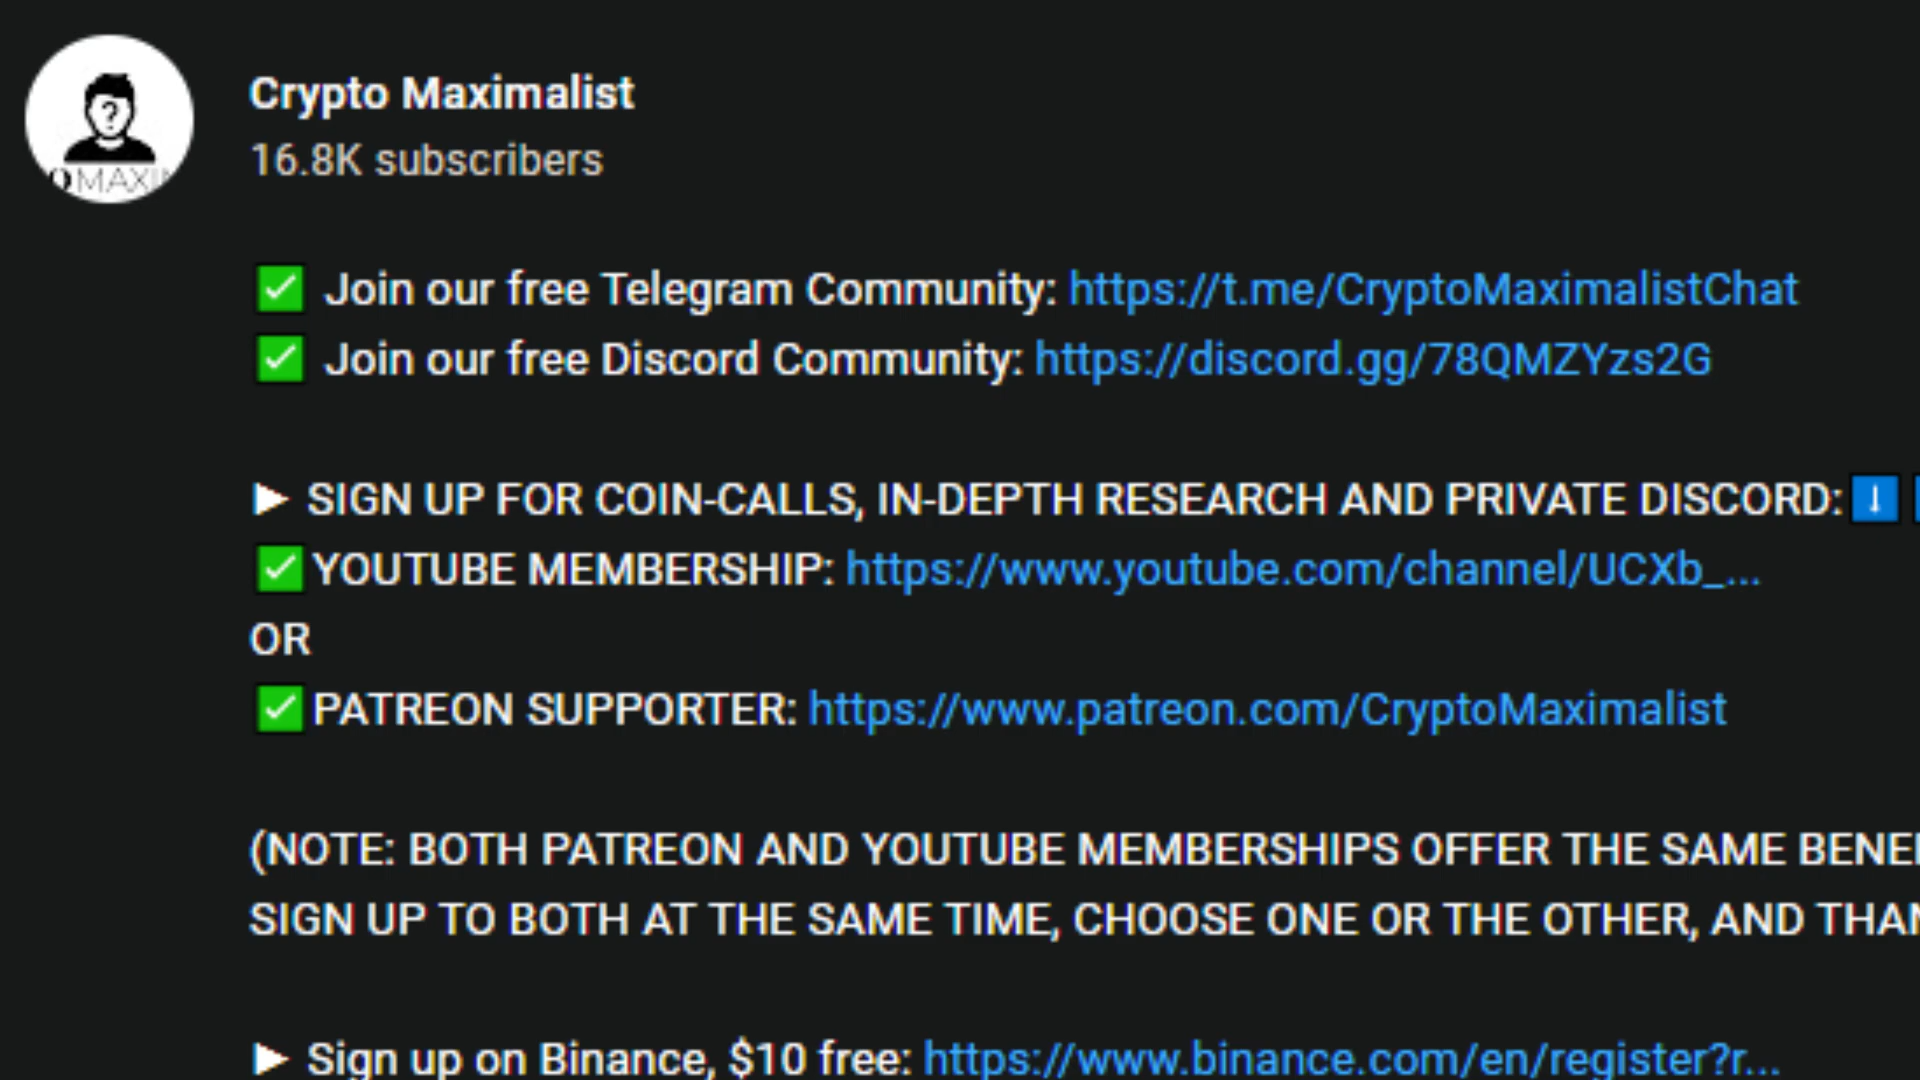 Crypto Maximalist
16.8K subscribers
?
MAXI
✅ Join our free Telegram Community: https://t.me/CryptoMaximalistChat
✅ Join our free Discord Community: https://discord.gg/78QMZYzs2G
▶ SIGN UP FOR COIN-CALLS, IN-DEPTH RESEARCH AND PRIVATE DISCORD: ⬇
✅ YOUTUBE MEMBERSHIP: https://www.youtube.com/channel/UCXb_...
OR
✅ PATREON SUPPORTER: https://www.patreon.com/CryptoMaximalist
(NOTE: BOTH PATREON AND YOUTUBE MEMBERSHIPS OFFER THE SAME
SIGN UP TO BOTH AT THE SAME TIME, CHOOSE ONE OR THE OTHER, AND
▶ Sign up on Binance, $10 free: https://www.binance.com/en/register?r...